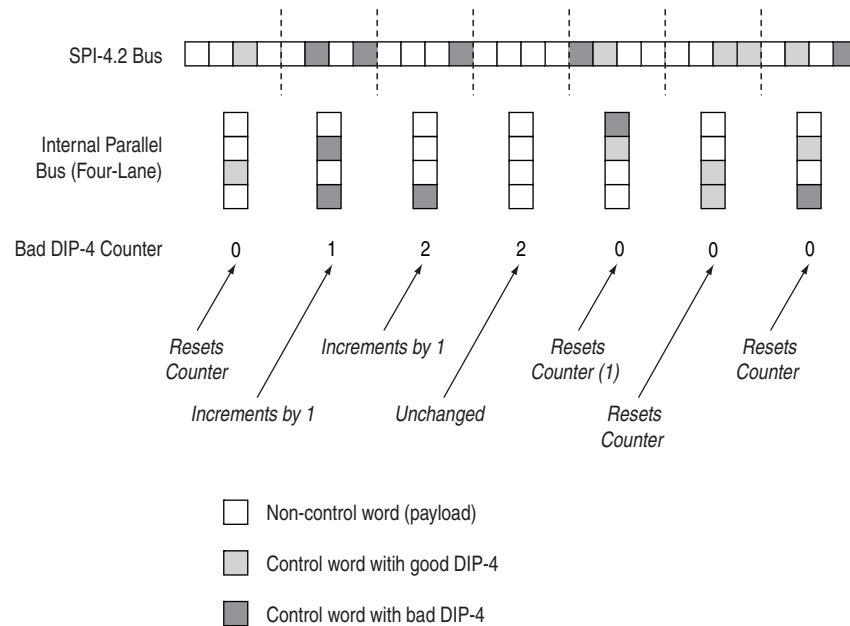 SPI-4.2 Bus
Internal Parallel
Bus (Four-Lane)
Bad DIP-4 Counter
0 1 2 2 0 0 0
Resets
Counter
Increments by 1
Increments by 1
Unchanged
Resets
Counter (1)
Resets
Counter
Resets
Counter
Non-control word (payload)
Control word witih good DIP-4
Control word with bad DIP-4